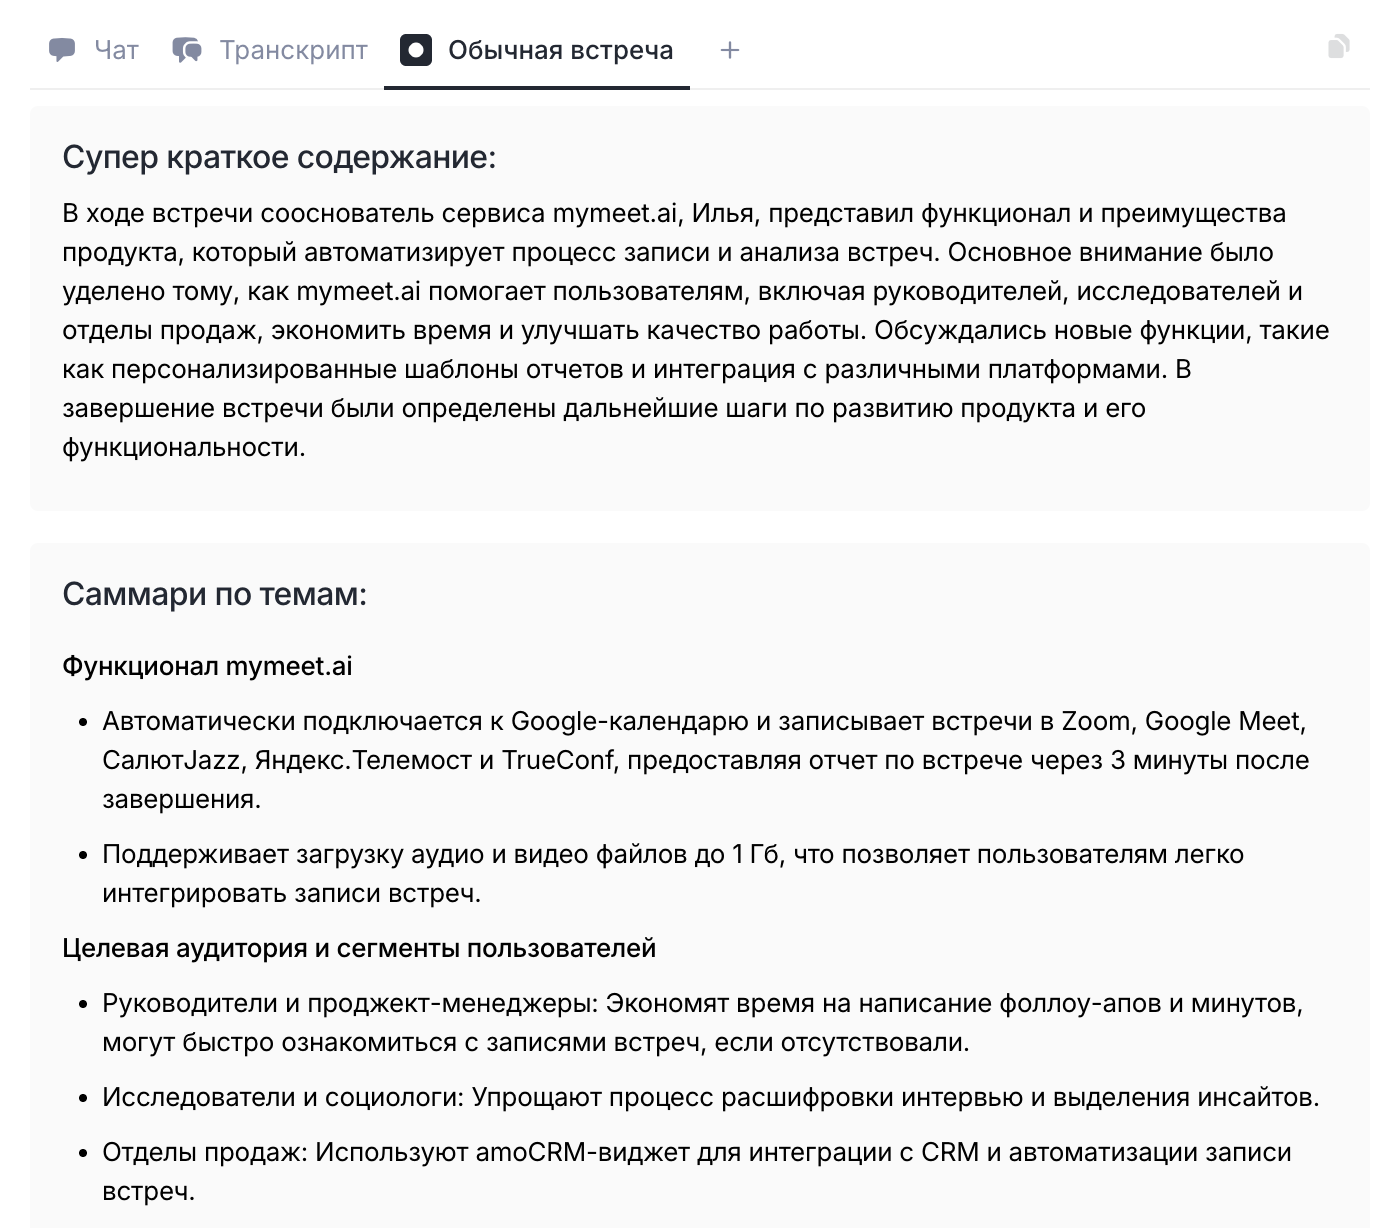 Чат
Транскрипт
Обычная встреча
+
Супер краткое содержание:
В ходе встречи сооснователь сервиса mymeet.ai, Илья, представил функционал и преимущества
продукта, который автоматизирует процесс записи и анализа встреч. Основное внимание было
уделено тому, как mymeet.ai помогает пользователям, включая руководителей, исследователей и
отделы продаж, экономить время и улучшать качество работы. Обсуждались новые функции, такие
как персонализированные шаблоны отчетов и интеграция с различными платформами. В
завершение встречи были определены дальнейшие шаги по развитию продукта и его
функциональности.
Саммари по темам:
Функционал mymeet.ai
• Автоматически подключается к Google-календарю и записывает встречи в Zoom, Google Meet,
СалютJazz, Яндекс.Телемост и TrueConf, предоставляя отчет по встрече через 3 минуты после
завершения.
• Поддерживает загрузку аудио и видео файлов до 1 Гб, что позволяет пользователям легко
интегрировать записи встреч.
Целевая аудитория и сегменты пользователей
• Руководители и проджект-менеджеры: Экономят время на написание фоллоу-апов и минутов,
могут быстро ознакомиться с записями встреч, если отсутствовали.
• Исследователи и социологи: Упрощают процесс расшифровки интервью и выделения инсайтов.
• Отделы продаж: Используют amoCRM-виджет для интеграции с CRM и автоматизации записи
встреч.